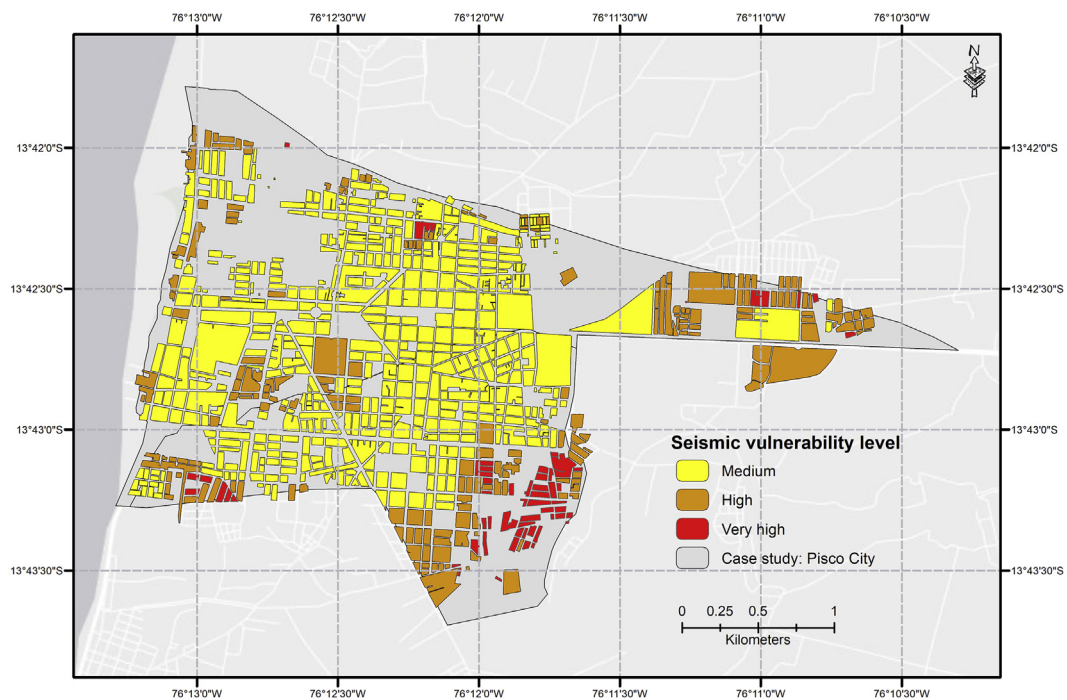 76°13'0"W 76°12'30"W 76°12'0"W 76°11'30"W 76°11'0"W 76°10'30"W
N
13°42'0"S 13°42'0"S
13°42'30"S 13°42'30"S
13°43'0"S 13°43'0"S
Seismic vulnerability level
Medium
High
Very high
Case study: Pisco City
13°43'30"S 13°43'30"S
0 0.25 0.5 1
Kilometers
76°13'0"W 76°12'30"W 76°12'0"W 76°11'30"W 76°11'0"W 76°10'30"W